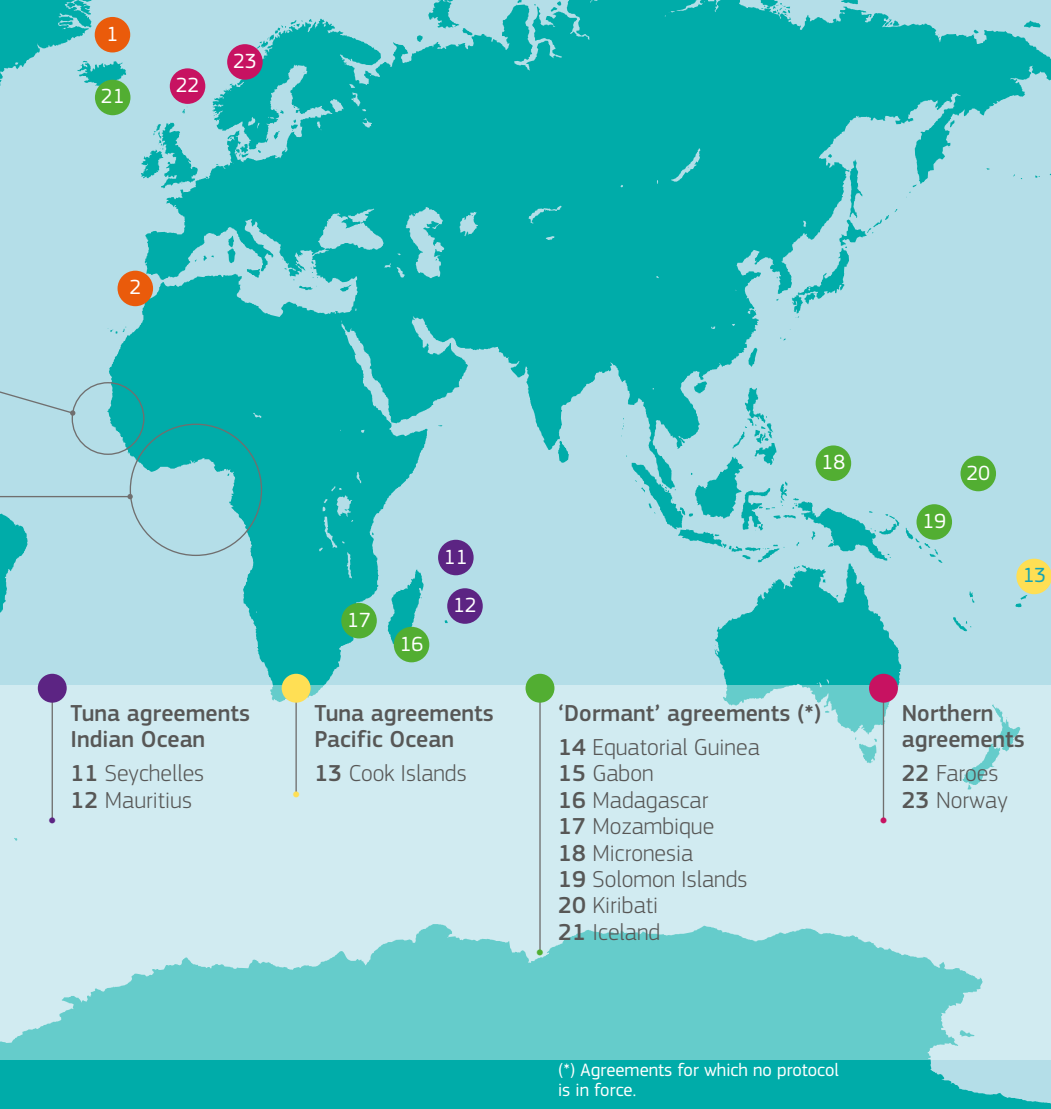 1
23
22
21
2
18
20
19
13
11
12
17
16
Tuna agreements
Indian Ocean
11 Seychelles
12 Mauritius
Tuna agreements
Pacific Ocean
13 Cook Islands
‘Dormant’ agreements (*)
14 Equatorial Guinea
15 Gabon
16 Madagascar
17 Mozambique
18 Micronesia
19 Solomon Islands
20 Kiribati
21 Iceland
Northern
agreements
22 Faroes
23 Norway
(*) Agreements for which no protocol
is in force.